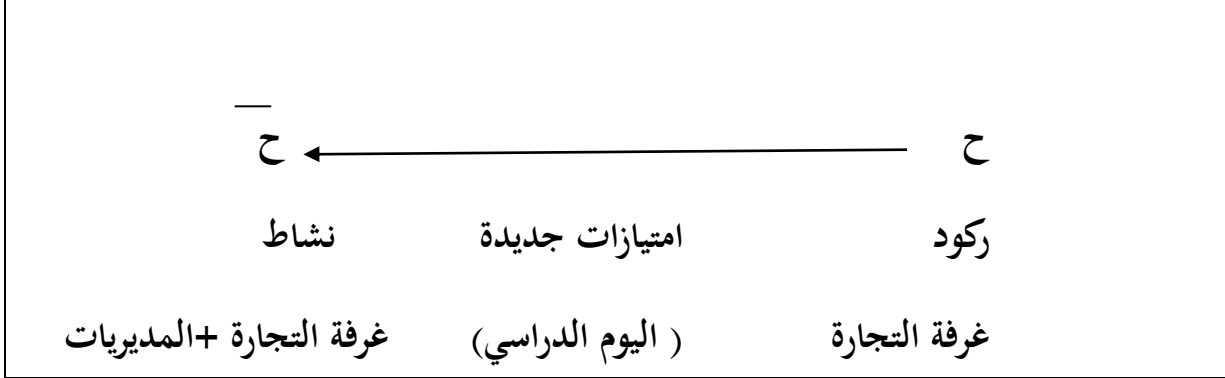 ح ح
ركود امتيازات جديدة نشاط
غرفة التجارة ( اليوم الدراسي) غرفة التجارة +المديريات